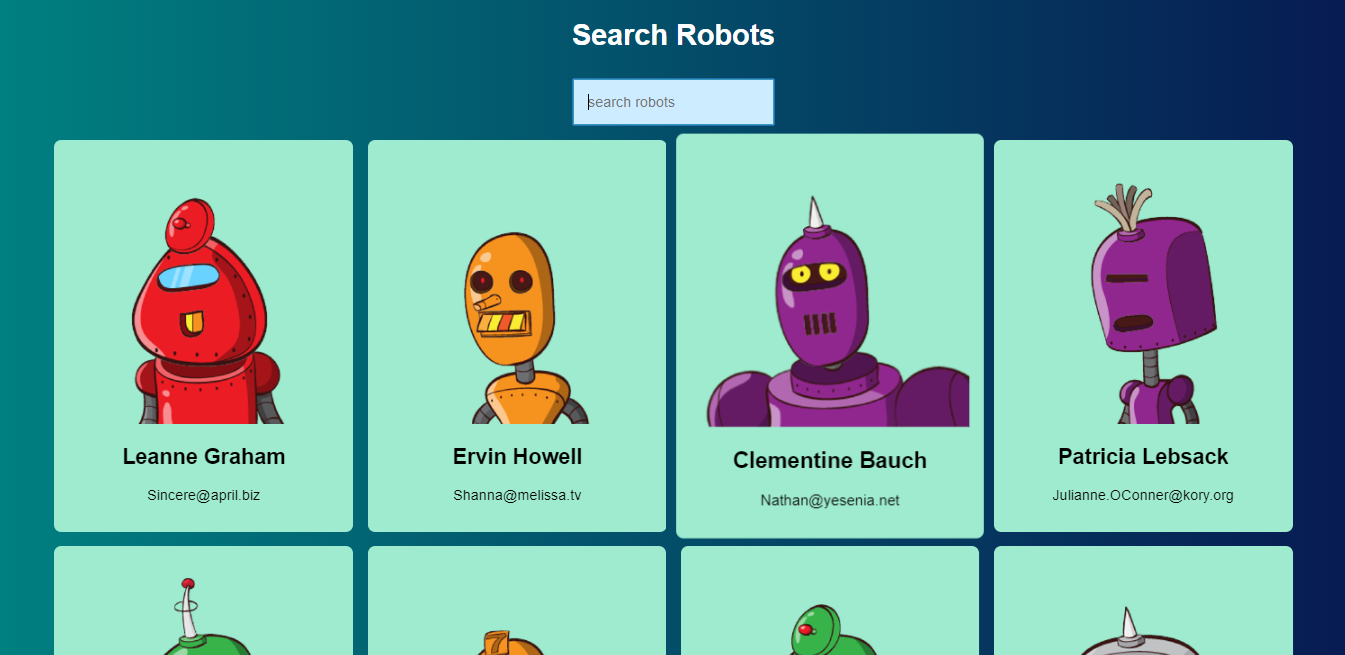 Search Robots
search robots
Leanne Graham
Sincere@april.biz
Ervin Howell
Shanna@melissa.tv
Clementine Bauch
Nathan@yesenia.net
Patricia Lebsack
Julianne.OConner@kory.org
7